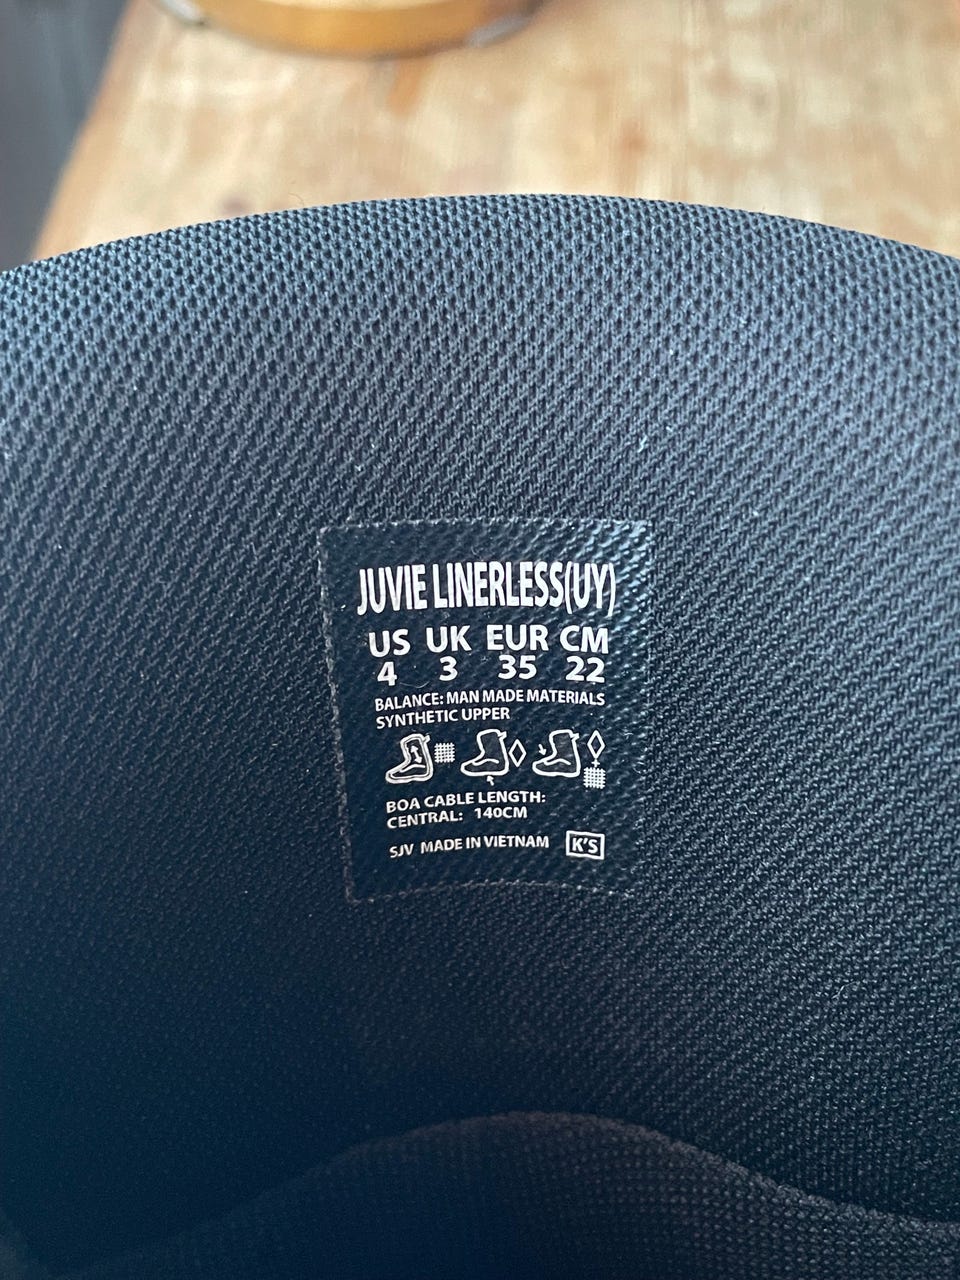 JUVIE LINERLESS(UY)
US UK EUR CM
4 3 35 22
BALANCE: MAN MADE MATERIALS
SYNTHETIC UPPER
BOA CABLE LENGTH:
CENTRAL: 140CM
SJV MADE IN VIETNAM K'S